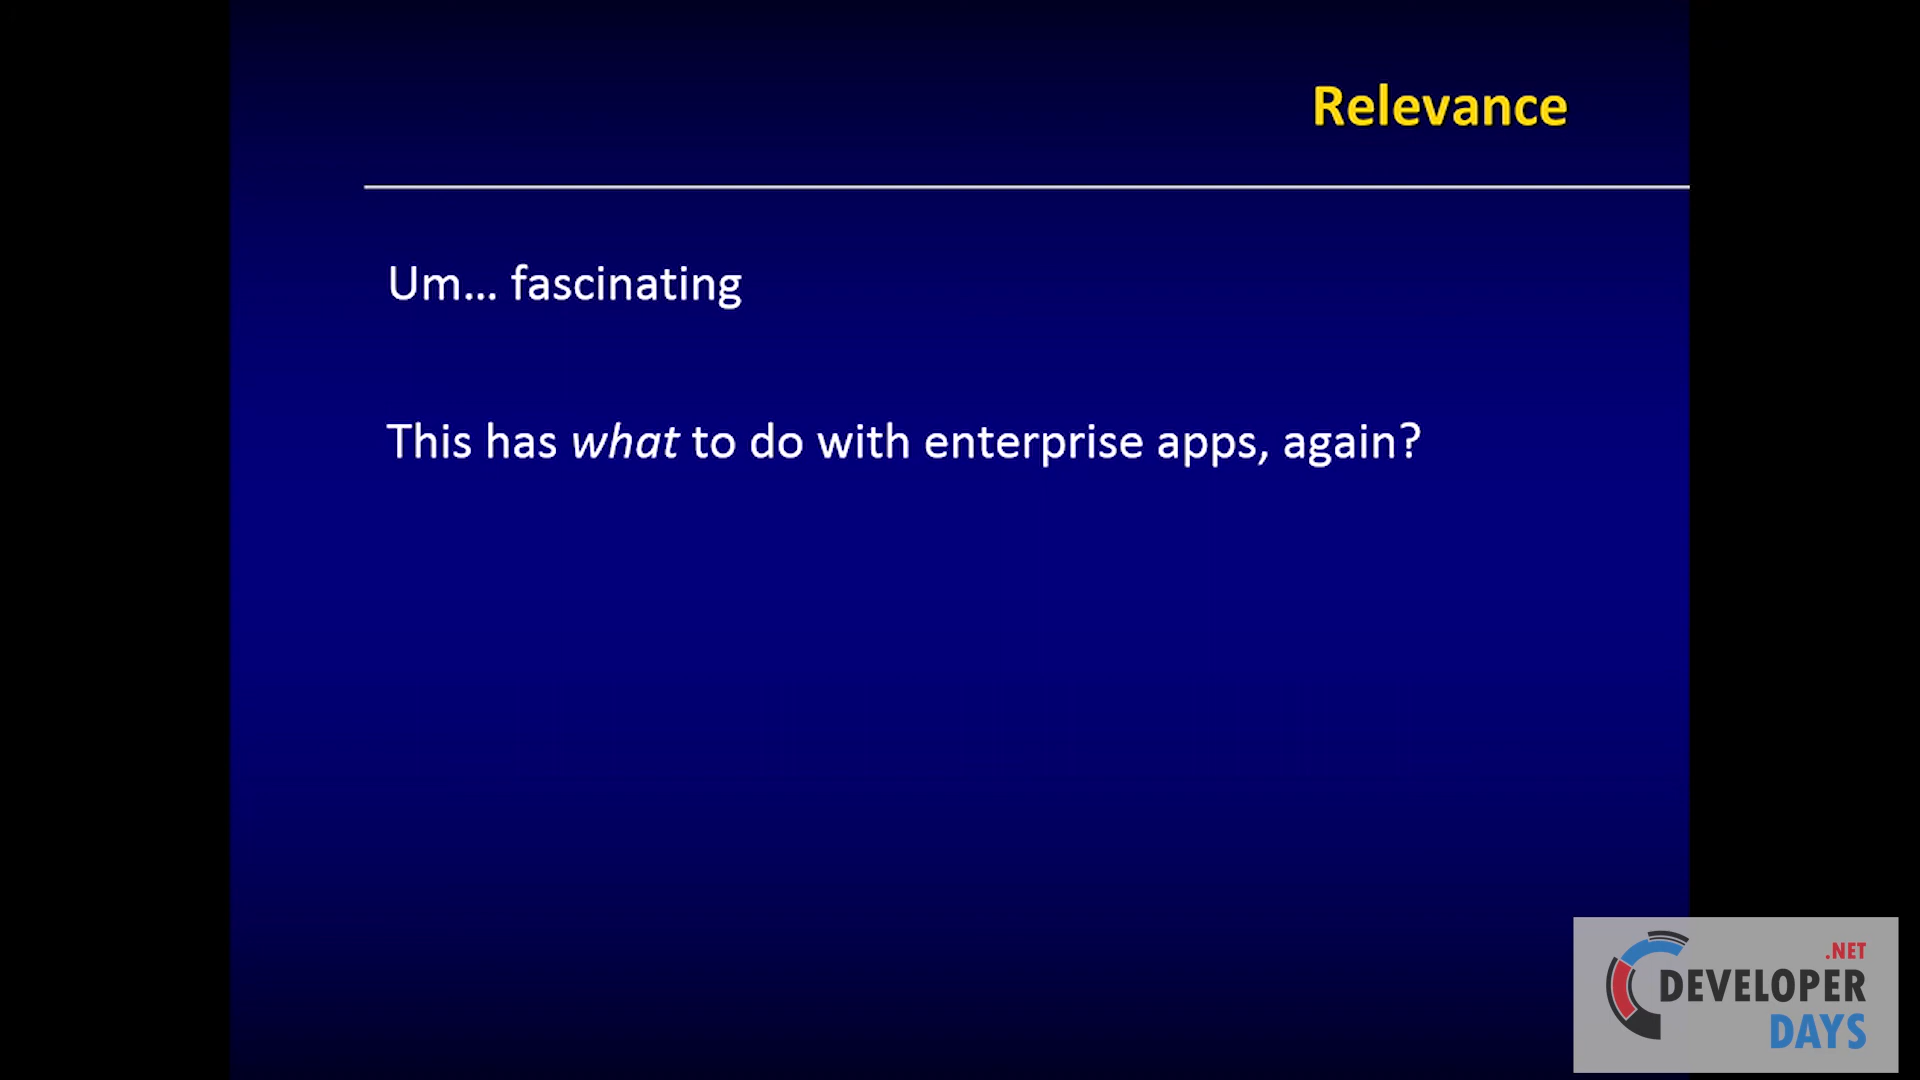 Relevance
Um... fascinating
This has what to do with enterprise apps, again?
.NET
DEVELOPER
DAYS